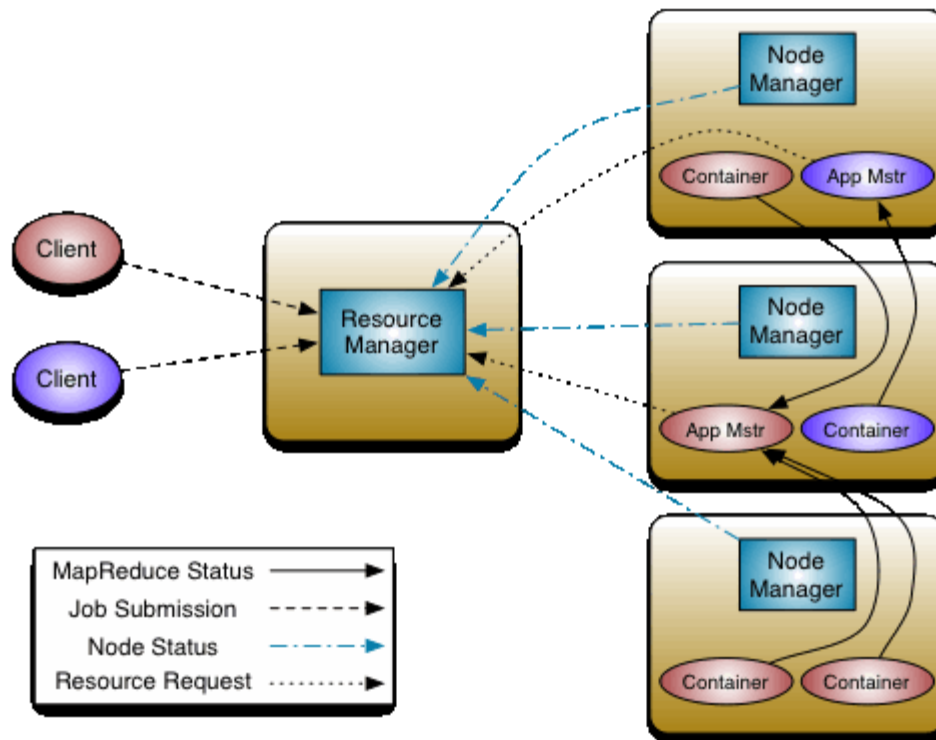 Node
Manager
Container
App Mstr
Client
Client
Resource
Manager
Node
Manager
App Mstr
Container
Node
Manager
Container
Container
MapReduce Status
Job Submission
Node Status
Resource Request